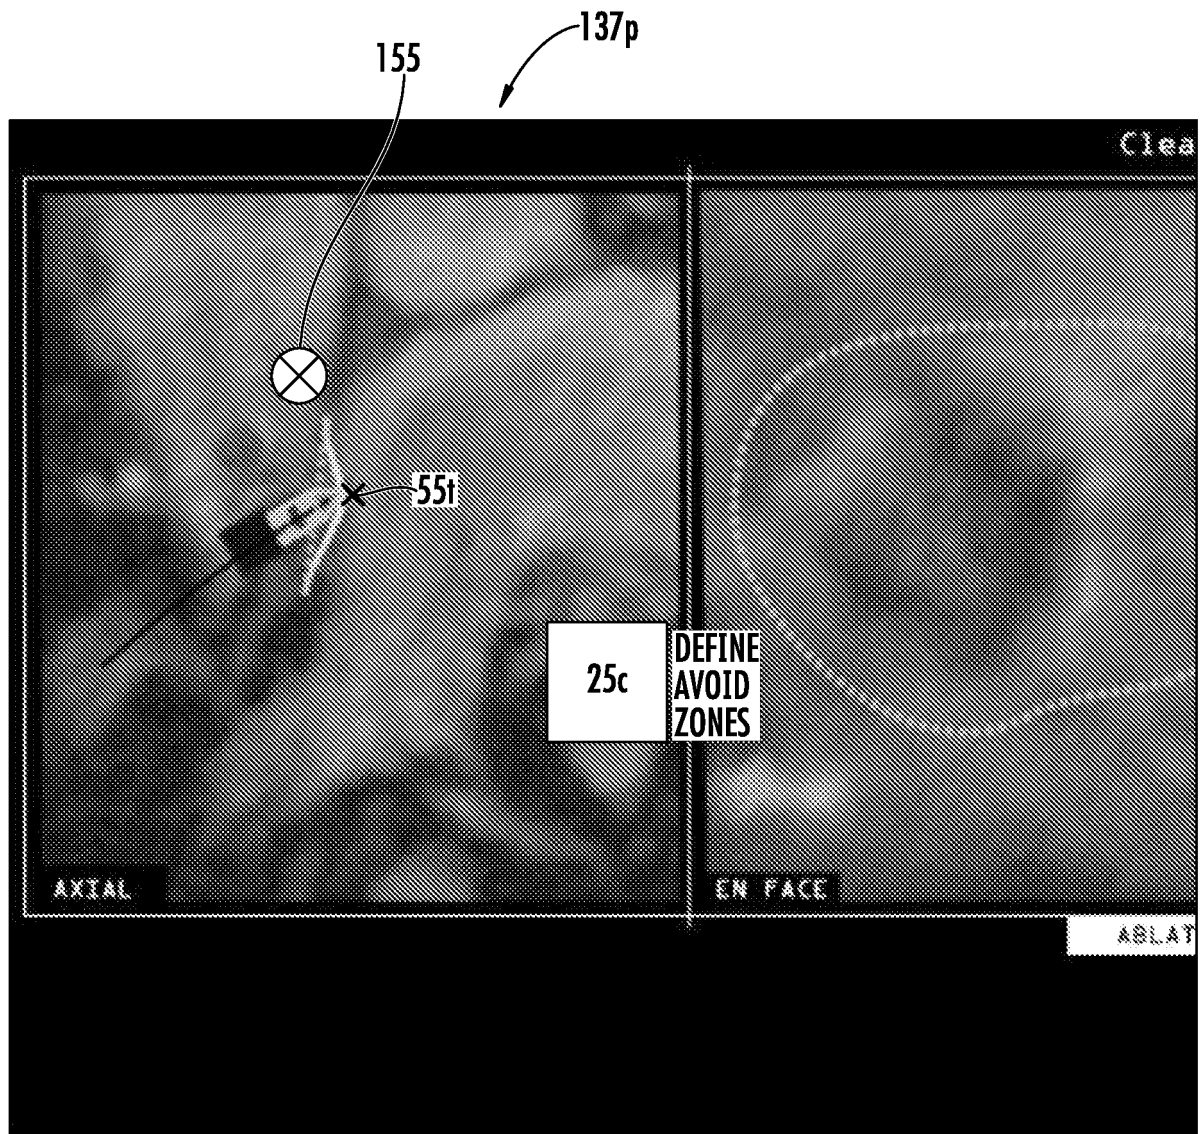 137p
155
Clea
55t
25c
DEFINE
AVOID
ZONES
AXIAL
EN FACE
ABLAT